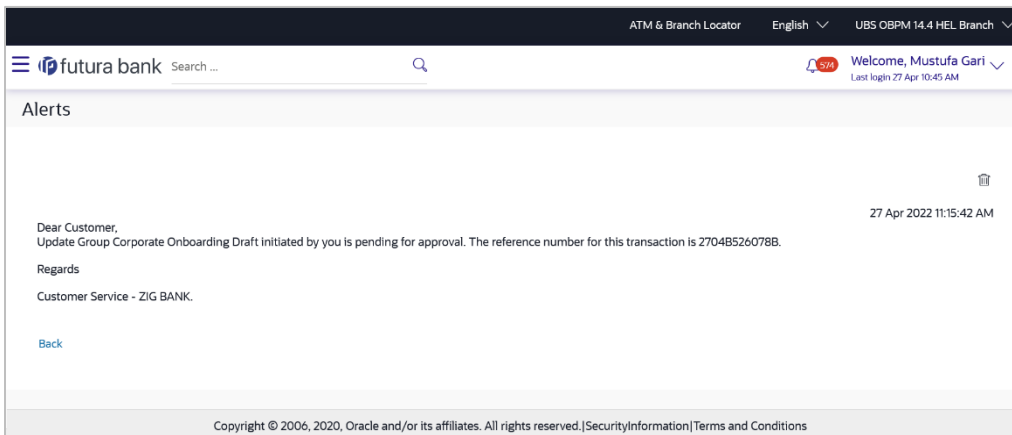 ATM & Branch Locator English UBS OBPM 14.4 HEL Branch
futura bank Search ... 574 Welcome, Mustufa Gari
Last login 27 Apr 10:45 AM
Alerts
27 Apr 2022 11:15:42 AM
Dear Customer,
Update Group Corporate Onboarding Draft initiated by you is pending for approval. The reference number for this transaction is 2704B526078B.
Regards
Customer Service - ZIG BANK.
Back
Copyright © 2006, 2020, Oracle and/or its affiliates. All rights reserved.|SecurityInformation|Terms and Conditions